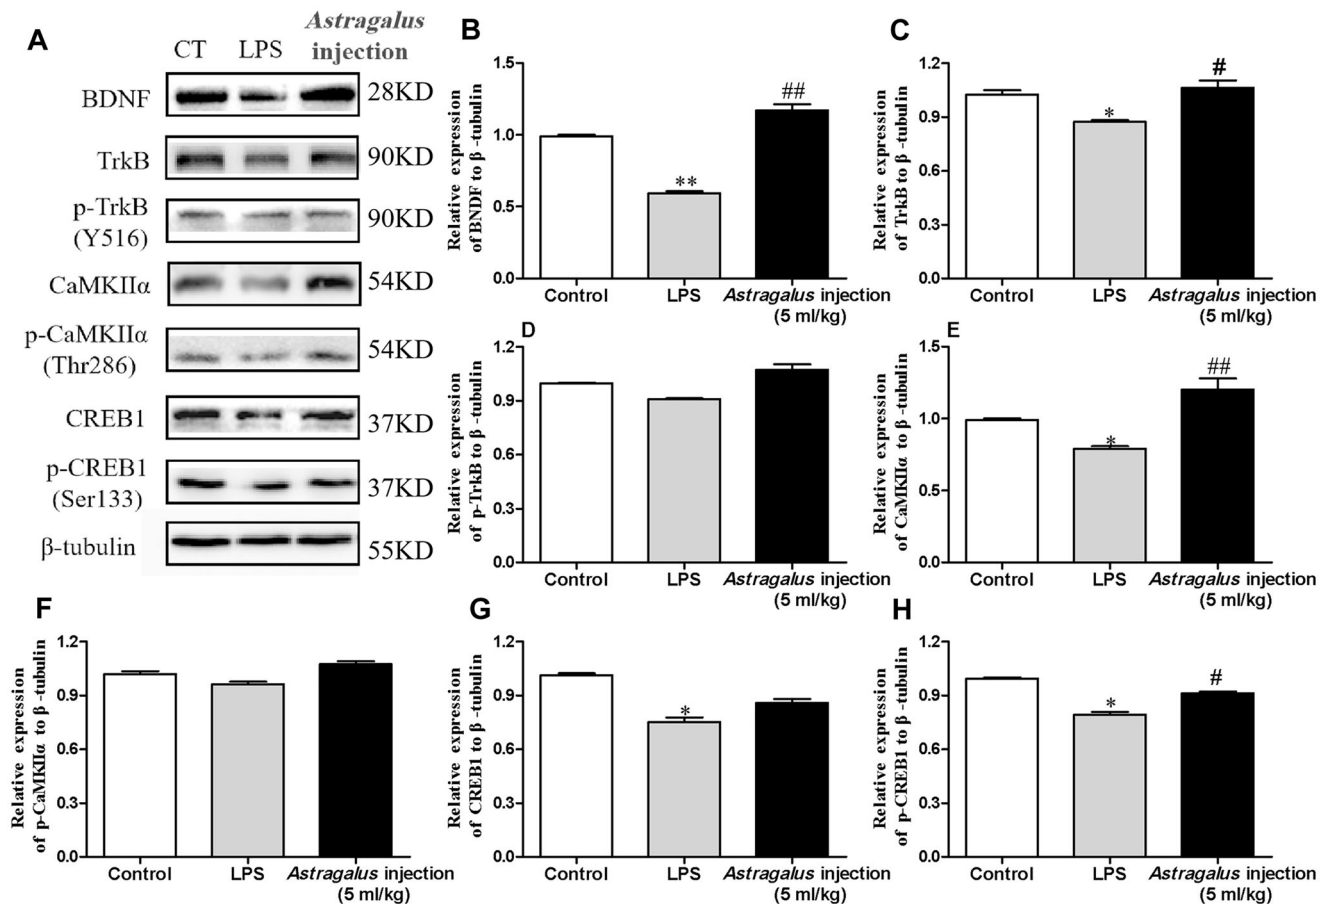 A
CT
LPS
Astragalus
injection
BDNF
28KD
TrkB
90KD
p-TrkB
(Y516)
90KD
CaMKIIα
54KD
p-CaMKIIα
(Thr286)
54KD
CREB1
37KD
p-CREB1
(Ser133)
37KD
β-tubulin
55KD
B
Relative expression
of BNDF to β -tubulin
1.5
1.0
0.5
0.0
**
##
Control
LPS
Astragalus injection
(5 ml/kg)
C
Relative expression
of TrkB to β -tubulin
1.2
0.9
0.6
0.3
0.0
*
#
Control
LPS
Astragalus injection
(5 ml/kg)
D
Relative expression
of p-TrkB to β -tubulin
1.2
0.9
0.6
0.3
0.0
Control
LPS
Astragalus injection
(5 ml/kg)
E
Relative expression
of CaMKIIα to β -tubulin
1.5
1.0
0.5
0.0
*
##
Control
LPS
Astragalus injection
(5 ml/kg)
F
Relative expression
of p-CaMKIIα to β -tubulin
1.2
0.9
0.6
0.3
0.0
Control
LPS
Astragalus injection
(5 ml/kg)
G
Relative expression
of CREB1 to β -tubulin
1.2
0.9
0.6
0.3
0.0
*
Control
LPS
Astragalus injection
(5 ml/kg)
H
Relative expression
of p-CREB1 to β -tubulin
1.2
0.9
0.6
0.3
0.0
*
#
Control
LPS
Astragalus injection
(5 ml/kg)